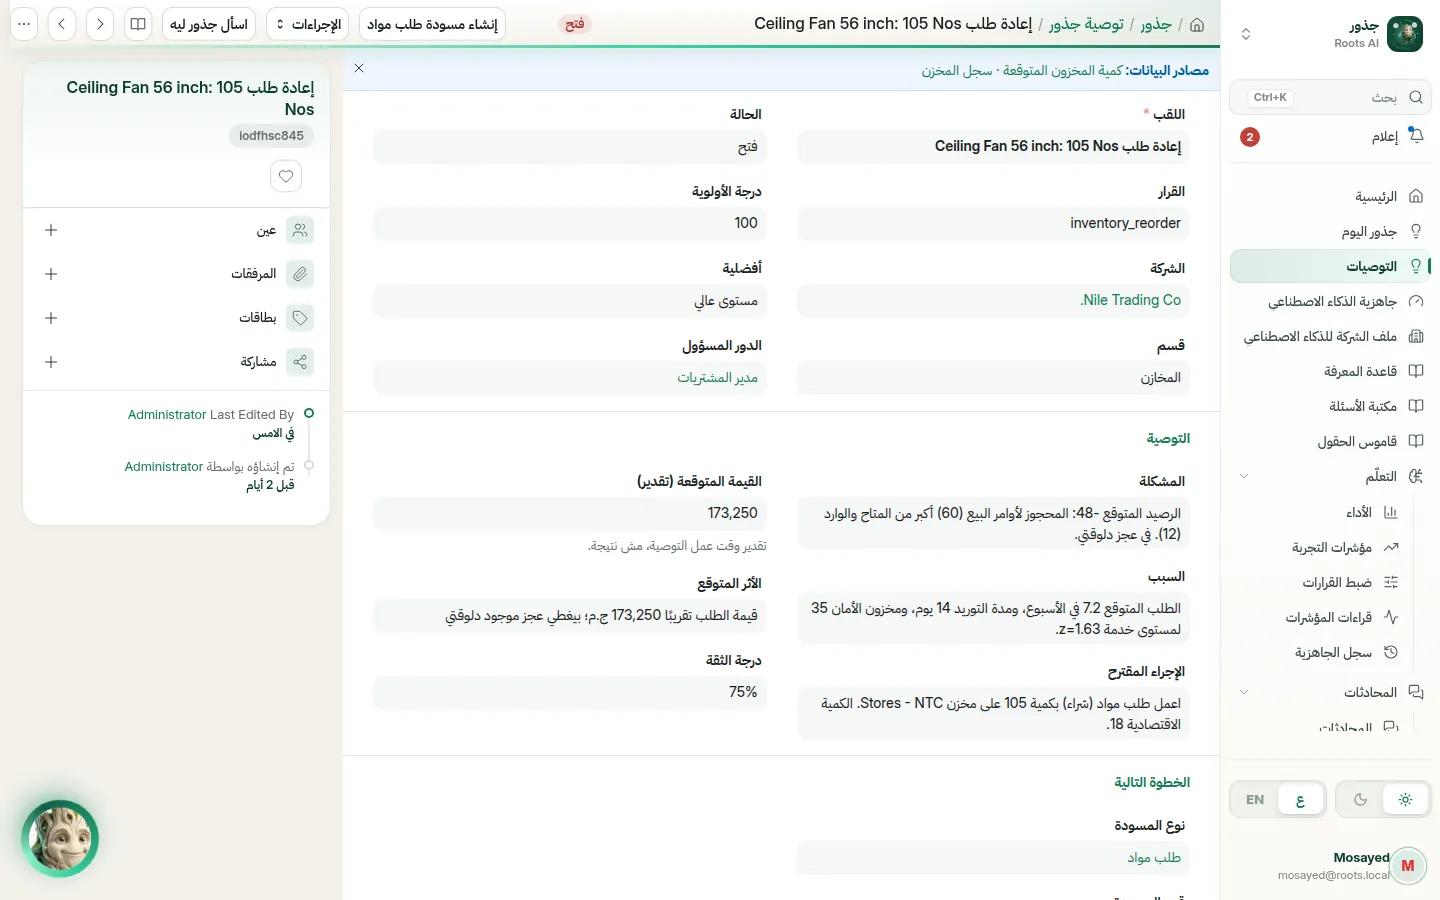 جذور
Roots AI
بحث
Ctrl+K
إعلام
2
الرئيسية
جذور اليوم
التوصيات
جاهزية الذكاء الاصطناعي
ملف الشركة للذكاء الاصطناعي
قاعدة المعرفة
مكتبة الأسئلة
قاموس الحقول
التعلّم
الأداء
مؤشرات التجربة
ضبط القرارات
قراءات المؤشرات
سجل الجاهزية
المحادثات
المحادثات
ع
EN
Mosayed
mosayed@roots.local
M
/ جذور / توصية جذور / إعادة طلب Ceiling Fan 56 inch: 105 Nos
فتح
إنشاء مسودة طلب مواد
الإجراءات
اسأل جذور ليه
مصادر البيانات: كمية المخزون المتوقعة · سجل المخزن
اللقب *
إعادة طلب Ceiling Fan 56 inch: 105 Nos
الحالة
فتح
القرار
inventory_reorder
درجة الأولوية
100
الشركة
Nile Trading Co.
أفضلية
مستوى عالي
قسم
المخازن
الدور المسؤول
مدير المشتريات
التوصية
المشكلة
الرصيد المتوقع -48: المحجوز لأوامر البيع (60) أكبر من المتاح والوارد
(12). في عجز دلوقتي.
السبب
الطلب المتوقع 7.2 في الأسبوع، ومدة التوريد 14 يوم، ومخزون الأمان 35
لمستوى خدمة z=1.63.
الإجراء المقترح
اعمل طلب مواد (شراء) بكمية 105 على مخزن Stores - NTC. الكمية
الاقتصادية 18.
القيمة المتوقعة (تقدير)
173,250
تقدير وقت عمل التوصية، مش نتيجة.
الأثر المتوقع
قيمة الطلب تقريبًا 173,250 ج.م؛ بيغطي عجز موجود دلوقتي
درجة الثقة
75%
الخطوة التالية
نوع المسودة
طلب مواد
إعادة طلب Ceiling Fan 56 inch: 105
Nos
iodfhsc845
عين
المرفقات
بطاقات
مشاركة
Administrator Last Edited By
في الامس
تم إنشاؤه بواسطة Administrator
قبل 2 أيام